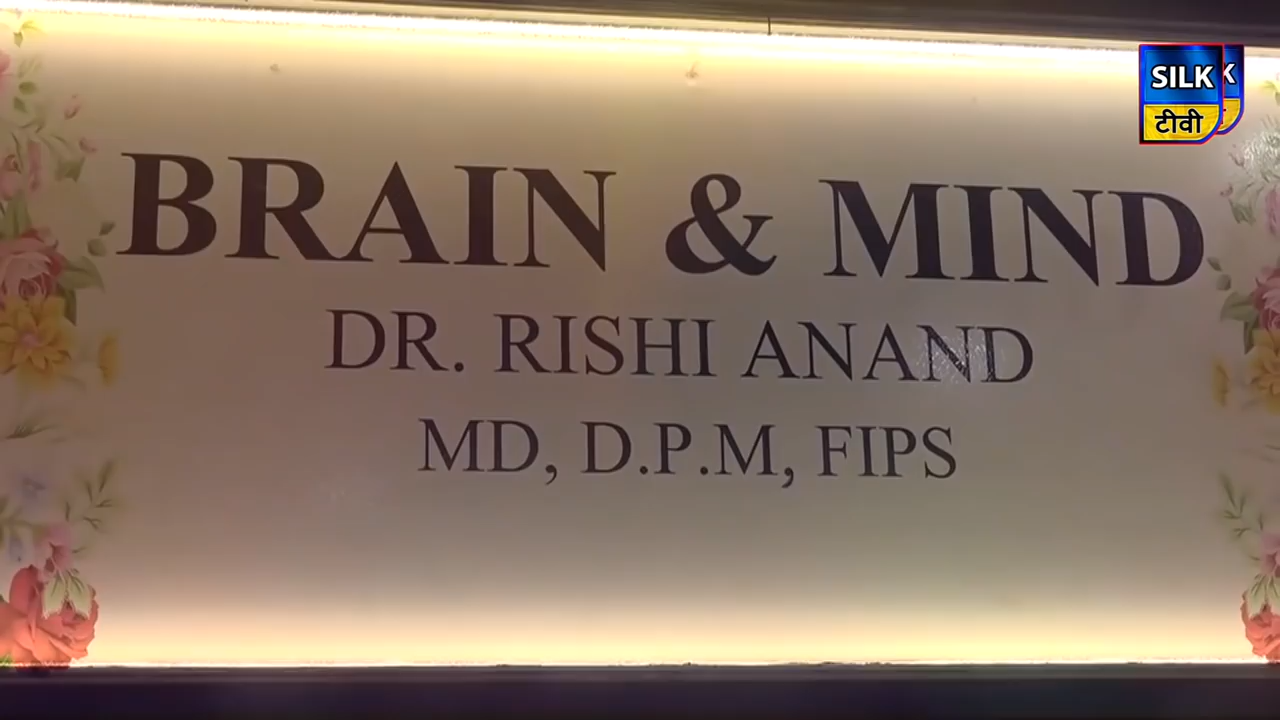 BRAIN & MIND
DR. RISHI ANAND
MD, D.P.M, FIPS
SILK
K
टीवी